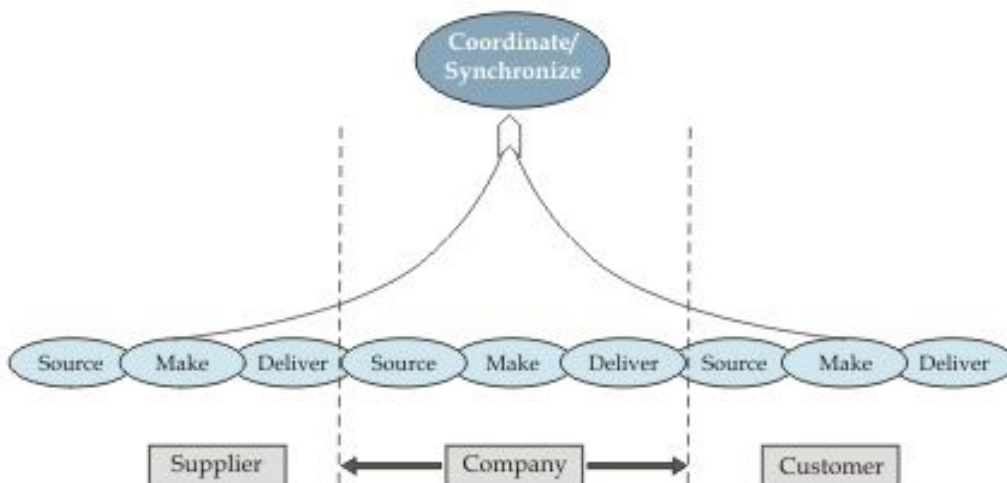 Coordinate/
Synchronize
Source Make Deliver Source Make Deliver Source Make Deliver
Supplier Company Customer